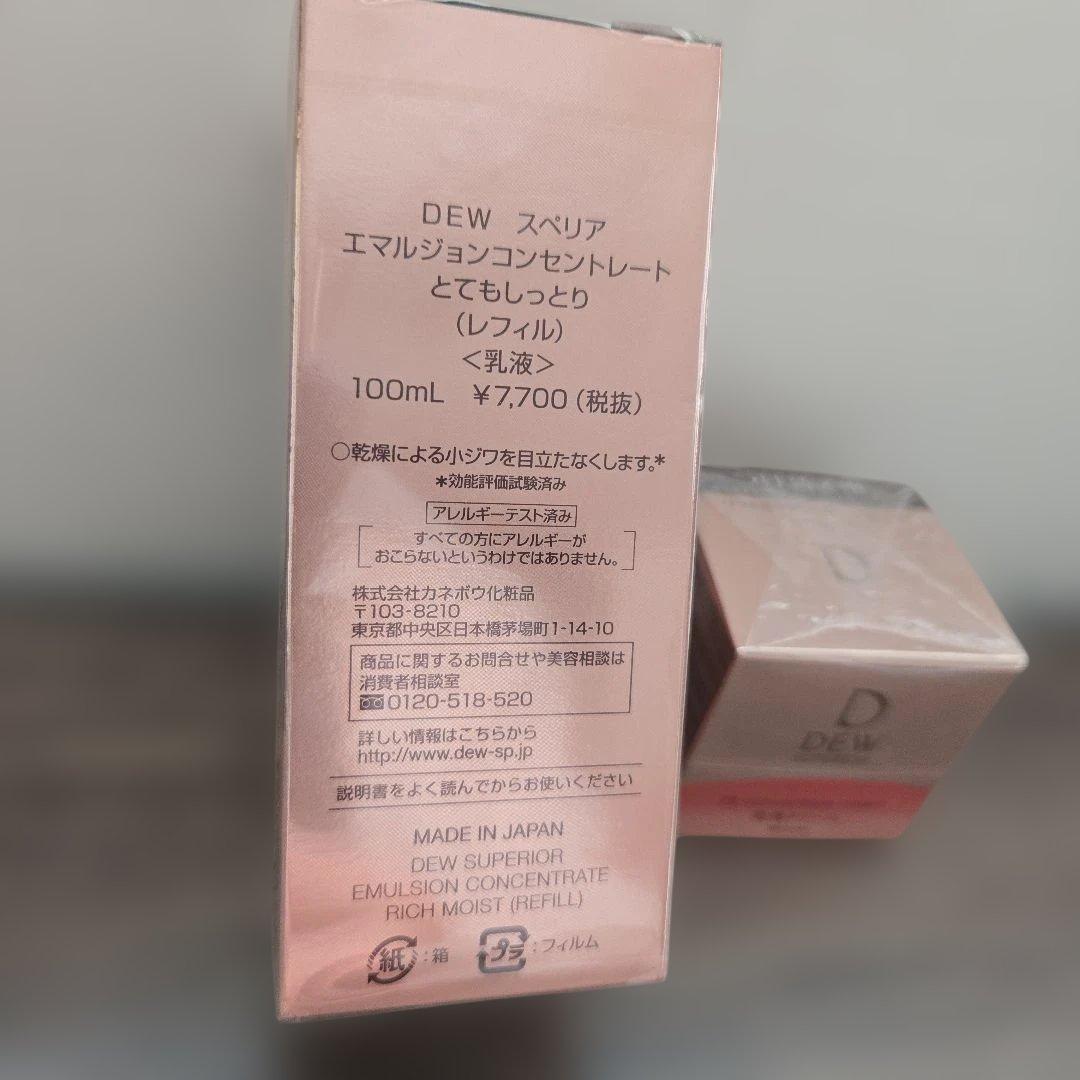 DEW スペリア
エマルジョンコンセントレート
とてもしっとり
(レフィル)
<乳液>
100mL ￥7,700(税抜)
○乾燥による小ジワを目立たなくします。*
*効能評価試験済み
アレルギーテスト済み
すべての方にアレルギーが
おこらないというわけではありません。
株式会社カネボウ化粧品
〒103-8210
東京都中央区日本橋茅場町1-14-10
商品に関するお問合せや美容相談は
消費者相談室
0120-518-520
詳しい情報はこちらから
http://www.dew-sp.jp
説明書をよく読んでからお使いください
MADE IN JAPAN
DEW SUPERIOR
EMULSION CONCENTRATE
RICH MOIST (REFILL)
紙:箱 プラ:フィルム
D
D
DEW